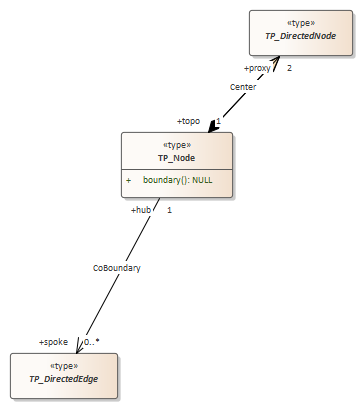 «type»
TP_DirectedNode
+proxy 2
Center
+topo 1
«type»
TP_Node
+ boundary(): NULL
+hub 1
CoBoundary
+spoke 0..*
«type»
TP_DirectedEdge